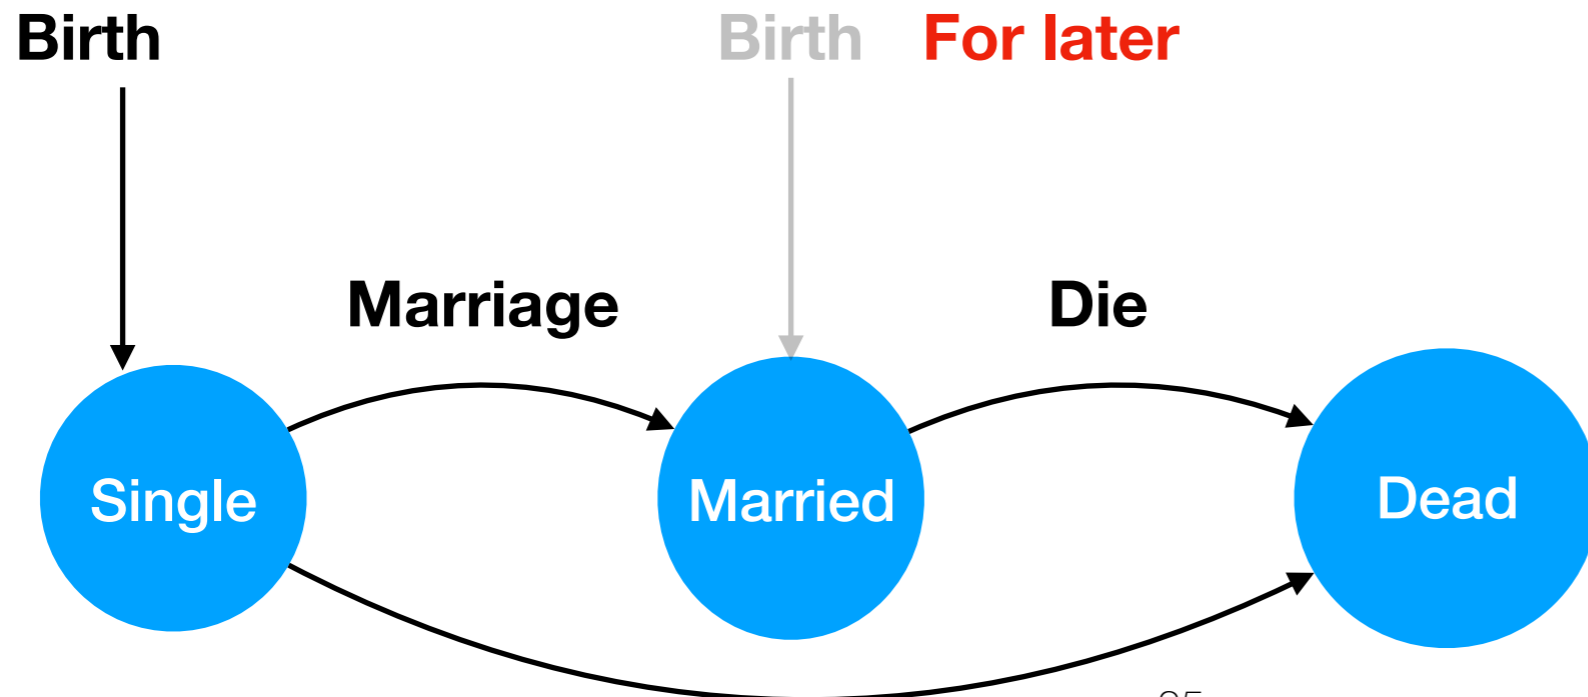 Birth
Birth For later
Marriage
Die
Single
Married
Dead